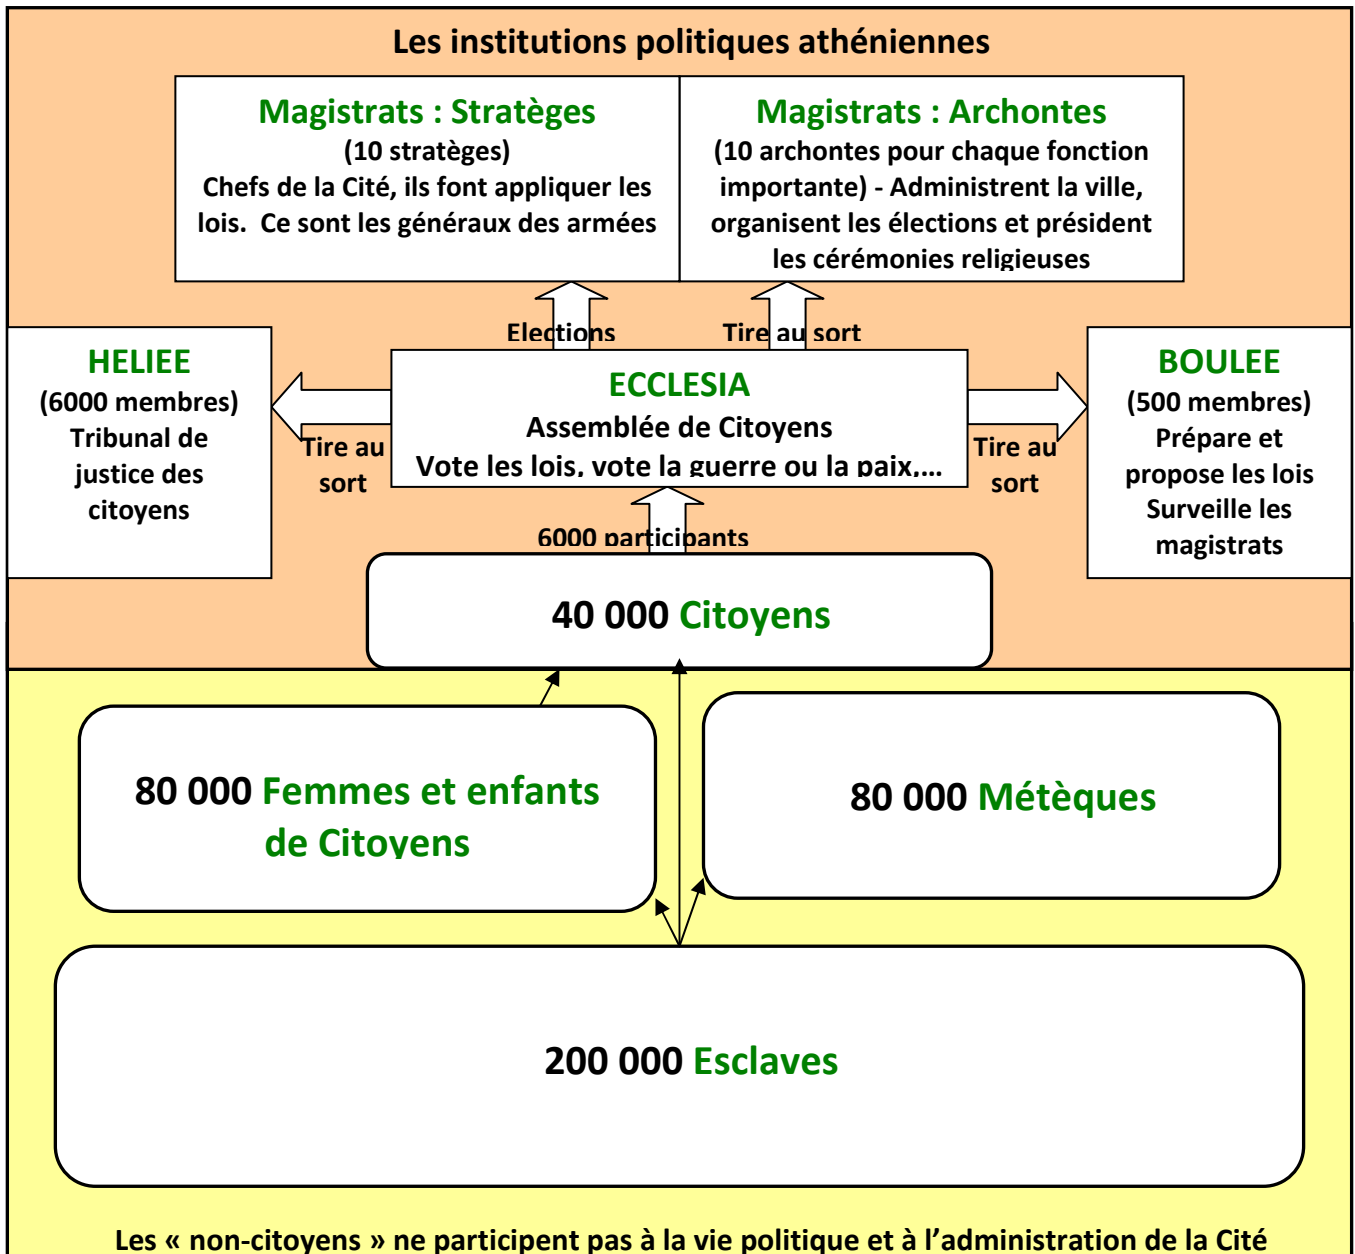 Les institutions politiques athéniennes
Magistrats : Stratèges
(10 stratèges)
Chefs de la Cité, ils font appliquer les
lois. Ce sont les généraux des armées
Magistrats : Archontes
(10 archontes pour chaque fonction
importante) - Administrent la ville,
organisent les élections et président
les cérémonies religieuses
Elections
Tire au sort
HELIEE
(6000 membres)
Tribunal de
justice des
citoyens
Tire au
sort
ECCLESIA
Assemblée de Citoyens
Vote les lois, vote la guerre ou la paix,...
Tire au
sort
BOULEE
(500 membres)
Prépare et
propose les lois
Surveille les
magistrats
6000 participants
40 000 Citoyens
80 000 Femmes et enfants
de Citoyens
80 000 Métèques
200 000 Esclaves
Les « non-citoyens » ne participent pas à la vie politique et à l’administration de la Cité